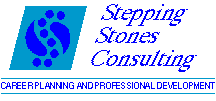 Stepping
Stones
Consulting
CAREER PLANNING AND PROFESSIONAL DEVELOPMENT